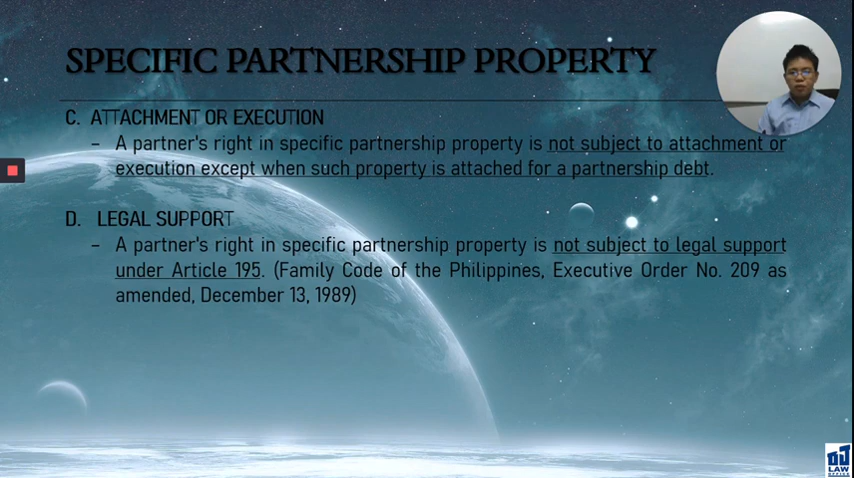 SPECIFIC PARTNERSHIP PROPERTY
C. ATTACHMENT OR EXECUTION
– A partner's right in specific partnership property is not subject to attachment or
execution except when such property is attached for a partnership debt.
D. LEGAL SUPPORT
– A partner's right in specific partnership property is not subject to legal support
under Article 195. (Family Code of the Philippines, Executive Order No. 209 as
amended, December 13, 1989)
LAW